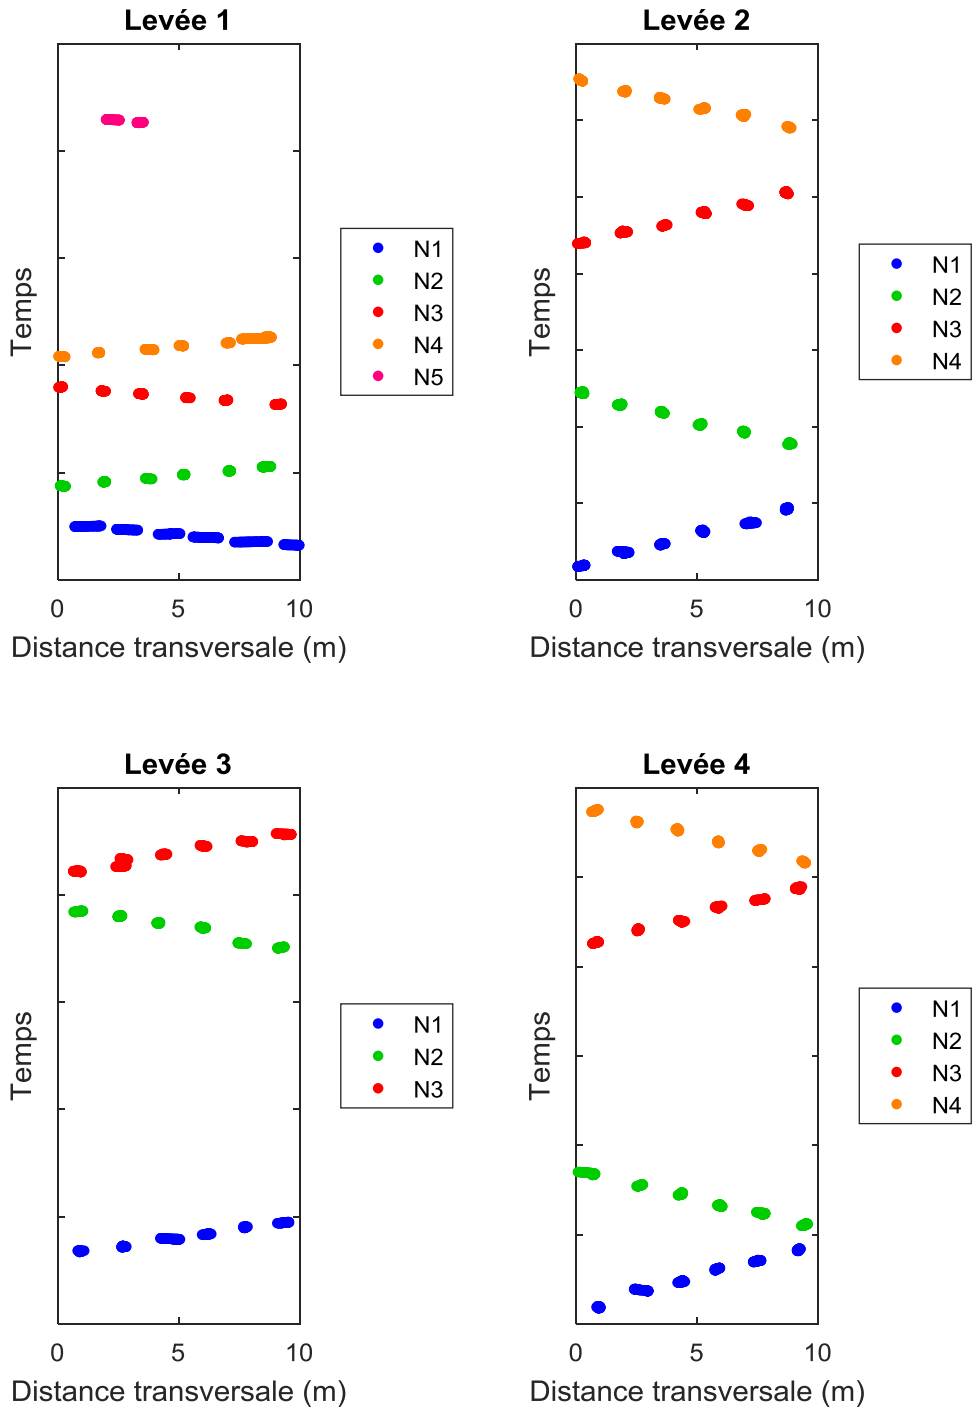 Levée 1
Temps
0 5 10
Distance transversale (m)
N1
N2
N3
N4
N5
Levée 2
Temps
0 5 10
Distance transversale (m)
N1
N2
N3
N4
Levée 3
Temps
0 5 10
Distance transversale (m)
N1
N2
N3
Levée 4
Temps
0 5 10
Distance transversale (m)
N1
N2
N3
N4